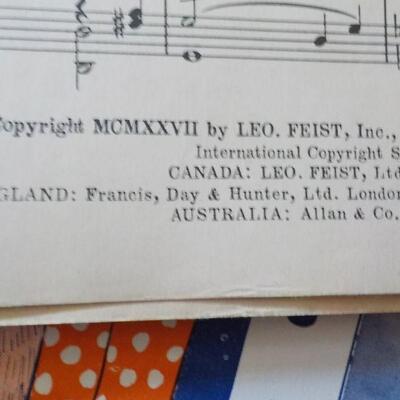 Copyright MCMXXVII by LEO. FEIST, Inc.,
International Copyright S
CANADA: LEO. FEIST, Ltd
GLAND: Francis, Day & Hunter, Ltd. London
AUSTRALIA: Allan & Co.